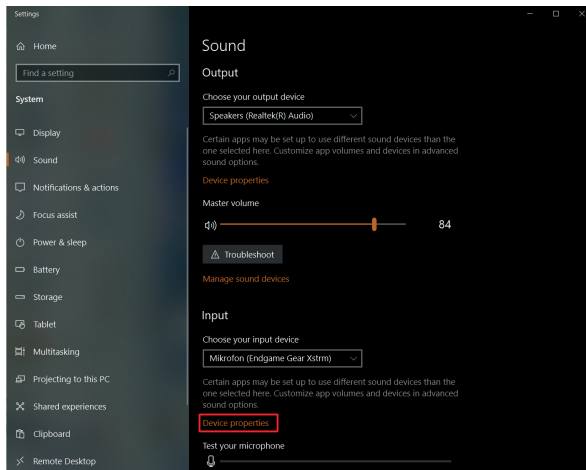 Settings
Home
Find a setting
System
Display
Sound
Notifications & actions
Focus assist
Power & sleep
Battery
Storage
Tablet
Multitasking
Projecting to this PC
Shared experiences
Clipboard
Remote Desktop
Sound
Output
Choose your output device
Speakers (Realtek(R) Audio)
Certain apps may be set up to use different sound devices than the
one selected here. Customize app volumes and devices in advanced
sound options.
Device properties
Master volume
84
Troubleshoot
Manage sound devices
Input
Choose your input device
Mikrofon (Endgame Gear Xstrm)
Certain apps may be set up to use different sound devices than the
one selected here. Customize app volumes and devices in advanced
sound options.
Device properties
Test your microphone